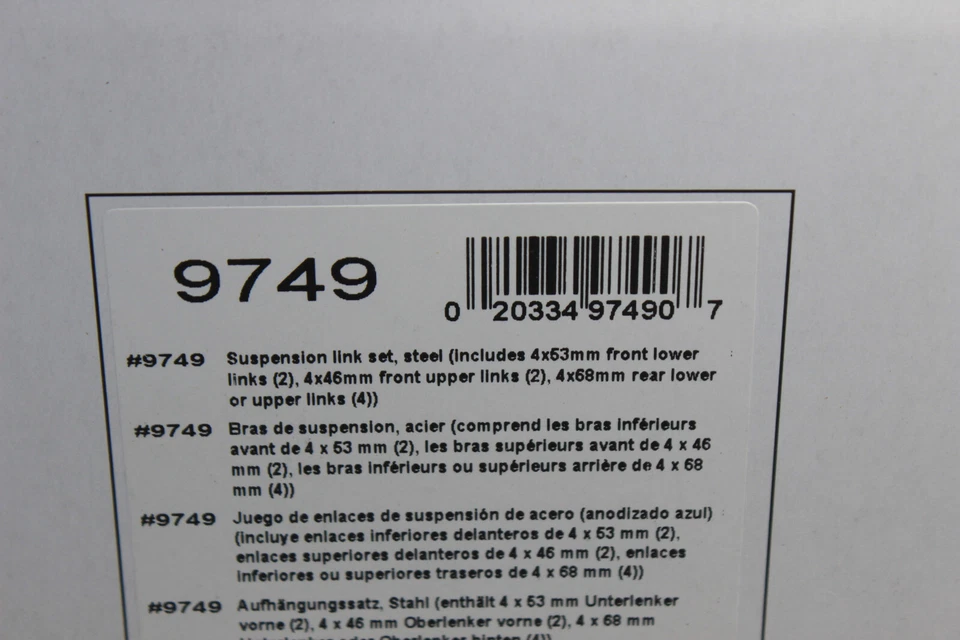 9749
0 20334 97490 7
#9749 Suspension link set, steel (includes 4x53mm front lower
links (2), 4x46mm front upper links (2), 4x68mm rear lower
or upper links (4))
#9749 Bras de suspension, acier (comprend les bras inférieurs
avant de 4 x 53 mm (2), les bras supérieurs avant de 4 x 46
mm (2), les bras inférieurs ou supérieurs arrière de 4 x 68
mm (4))
#9749 Juego de enlaces de suspensión de acero (anodizado azul)
(incluye enlaces inferiores delanteros de 4 x 53 mm (2),
enlaces superiores delanteros de 4 x 46 mm (2), enlaces
inferiores ou superiores traseros de 4 x 68 mm (4))
#9749 Aufhängungssatz, Stahl (enthält 4 x 53 mm Unterlenker
vorne (2), 4 x 46 mm Oberlenker vorne (2), 4 x 68 mm
Unterlenker oder Oberlenker hinten (4))